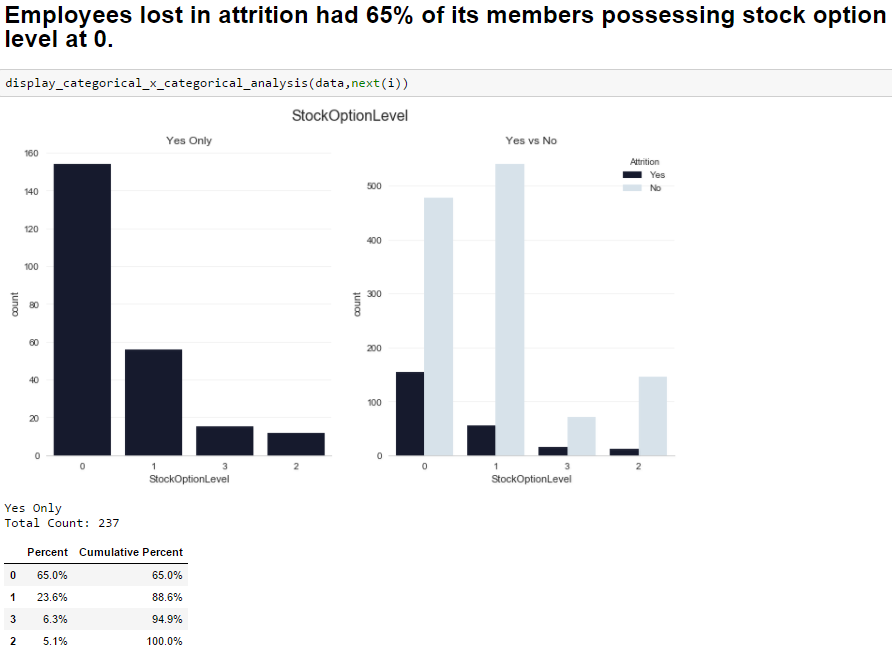 Employees lost in attrition had 65% of its members possessing stock option
level at 0.
display_categorical_x_categorical_analysis(data,next(i))
StockOptionLevel
Yes Only
160
140
120
100
80
60
40
20
0
count
0 1 3 2
StockOptionLevel
Yes vs No
Attrition
Yes
No
500
400
300
200
100
0
count
0 1 3 2
StockOptionLevel
Yes Only
Total Count: 237
Percent Cumulative Percent
0 65.0% 65.0%
1 23.6% 88.6%
3 6.3% 94.9%
2 5.1% 100.0%